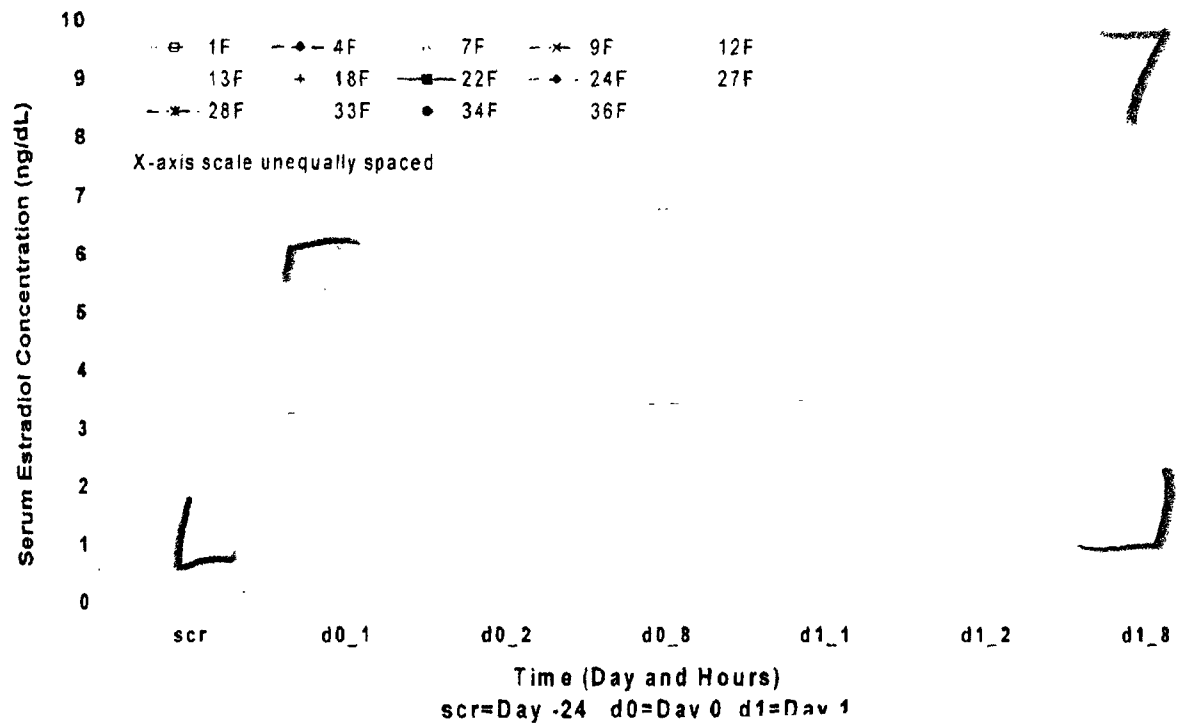 10
1F 4F 7F 9F 12F
9
13F 18F 22F 24F 27F
28F 33F 34F 36F
8
X-axis scale unequally spaced
7
6
5
4
3
2
1
0
Serum Estradiol Concentration (ng/dL)
scr d0_1 d0_2 d0_8 d1_1 d1_2 d1_8
Time (Day and Hours)
scr=Day -24 d0=Day 0 d1=Day 1